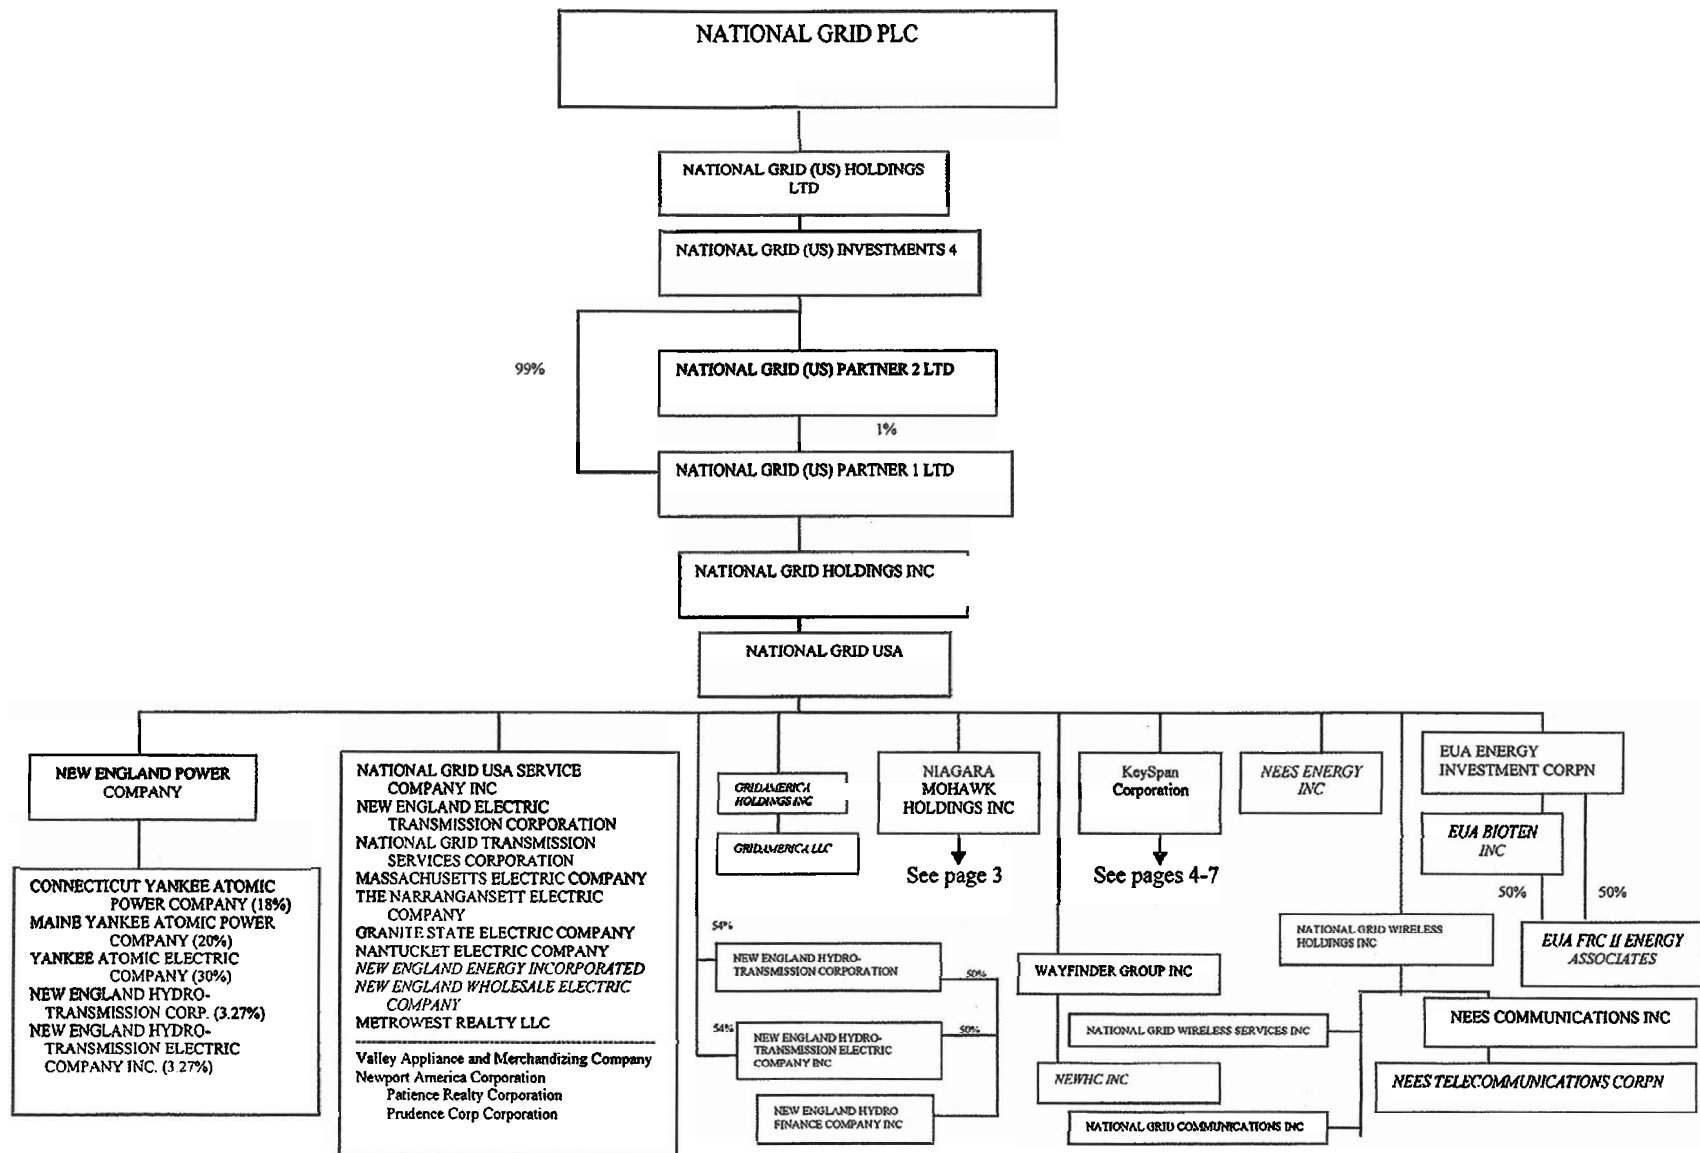 NATIONAL GRID PLC
NATIONAL GRID (US) HOLDINGS
LTD
NATIONAL GRID (US) INVESTMENTS 4
99%
NATIONAL GRID (US) PARTNER 2 LTD
1%
NATIONAL GRID (US) PARTNER 1 LTD
NATIONAL GRID HOLDINGS INC
NATIONAL GRID USA
NEW ENGLAND POWER
COMPANY
CONNECTICUT YANKEE ATOMIC
POWER COMPANY (18%)
MAINE YANKEE ATOMIC POWER
COMPANY (20%)
YANKEE ATOMIC ELECTRIC
COMPANY (30%)
NEW ENGLAND HYDRO-
TRANSMISSION CORP. (3.27%)
NEW ENGLAND HYDRO-
TRANSMISSION ELECTRIC
COMPANY INC. (3.27%)
NATIONAL GRID USA SERVICE
COMPANY INC
NEW ENGLAND ELECTRIC
TRANSMISSION CORPORATION
NATIONAL GRID TRANSMISSION
SERVICES CORPORATION
MASSACHUSETTS ELECTRIC COMPANY
THE NARRANGANSETT ELECTRIC
COMPANY
GRANITE STATE ELECTRIC COMPANY
NANTUCKET ELECTRIC COMPANY
NEW ENGLAND ENERGY INCORPORATED
NEW ENGLAND WHOLESALE ELECTRIC
COMPANY
METROWEST REALTY LLC
Valley Appliance and Merchandizing Company
Newport America Corporation
Patience Realty Corporation
Prudence Corp Corporation
GRIDAMERICA
HOLDINGS INC
GRIDAMERICA LLC
54%
NEW ENGLAND HYDRO-
TRANSMISSION CORPORATION
50%
54%
NEW ENGLAND HYDRO-
TRANSMISSION ELECTRIC
COMPANY INC
50%
NEW ENGLAND HYDRO
FINANCE COMPANY INC
NIAGARA
MOHAWK
HOLDINGS INC
See page 3
WAYFINDER GROUP INC
NEWHC INC
KeySpan
Corporation
See pages 4-7
NEES ENERGY
INC
NATIONAL GRID WIRELESS
HOLDINGS INC
NATIONAL GRID WIRELESS SERVICES INC
NATIONAL GRID COMMUNICATIONS INC
NEES COMMUNICATIONS INC
NEES TELECOMMUNICATIONS CORPN
EUA ENERGY
INVESTMENT CORPN
EUA BIOTEN
INC
50%
50%
EUA FRC II ENERGY
ASSOCIATES